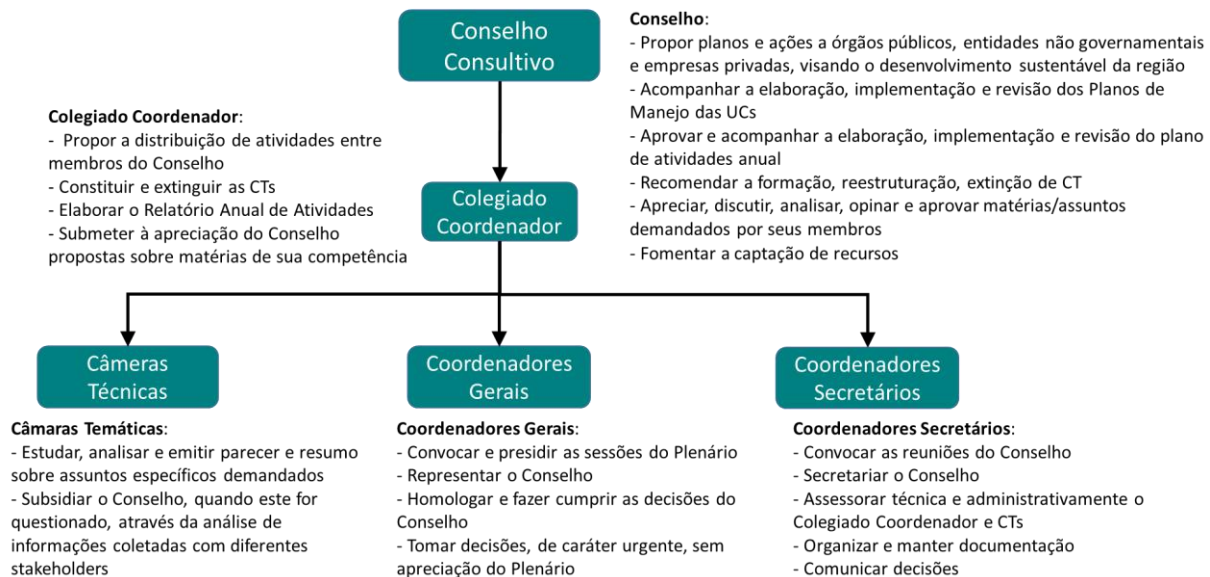 Conselho
Consultivo
Conselho:
- Propor planos e ações a órgãos públicos, entidades não governamentais
e empresas privadas, visando o desenvolvimento sustentável da região
- Acompanhar a elaboração, implementação e revisão dos Planos de
Manejo das UCs
- Aprovar e acompanhar a elaboração, implementação e revisão do plano
de atividades anual
- Recomendar a formação, reestruturação, extinção de CT
- Apreciar, discutir, analisar, opinar e aprovar matérias/assuntos
demandados por seus membros
- Fomentar a captação de recursos
Colegiado Coordenador:
- Propor a distribuição de atividades entre
membros do Conselho
- Constituir e extinguir as CTs
- Elaborar o Relatório Anual de Atividades
- Submeter à apreciação do Conselho
propostas sobre matérias de sua competência
Colegiado
Coordenador
Câmeras
Técnicas
Câmaras Temáticas:
- Estudar, analisar e emitir parecer e resumo
sobre assuntos específicos demandados
- Subsidiar o Conselho, quando este for
questionado, através da análise de
informações coletadas com diferentes
stakeholders
Coordenadores
Gerais
Coordenadores Gerais:
- Convocar e presidir as sessões do Plenário
- Representar o Conselho
- Homologar e fazer cumprir as decisões do
Conselho
- Tomar decisões, de caráter urgente, sem
apreciação do Plenário
Coordenadores
Secretários
Coordenadores Secretários:
- Convocar as reuniões do Conselho
- Secretariar o Conselho
- Assessorar técnica e administrativamente o
Colegiado Coordenador e CTs
- Organizar e manter documentação
- Comunicar decisões